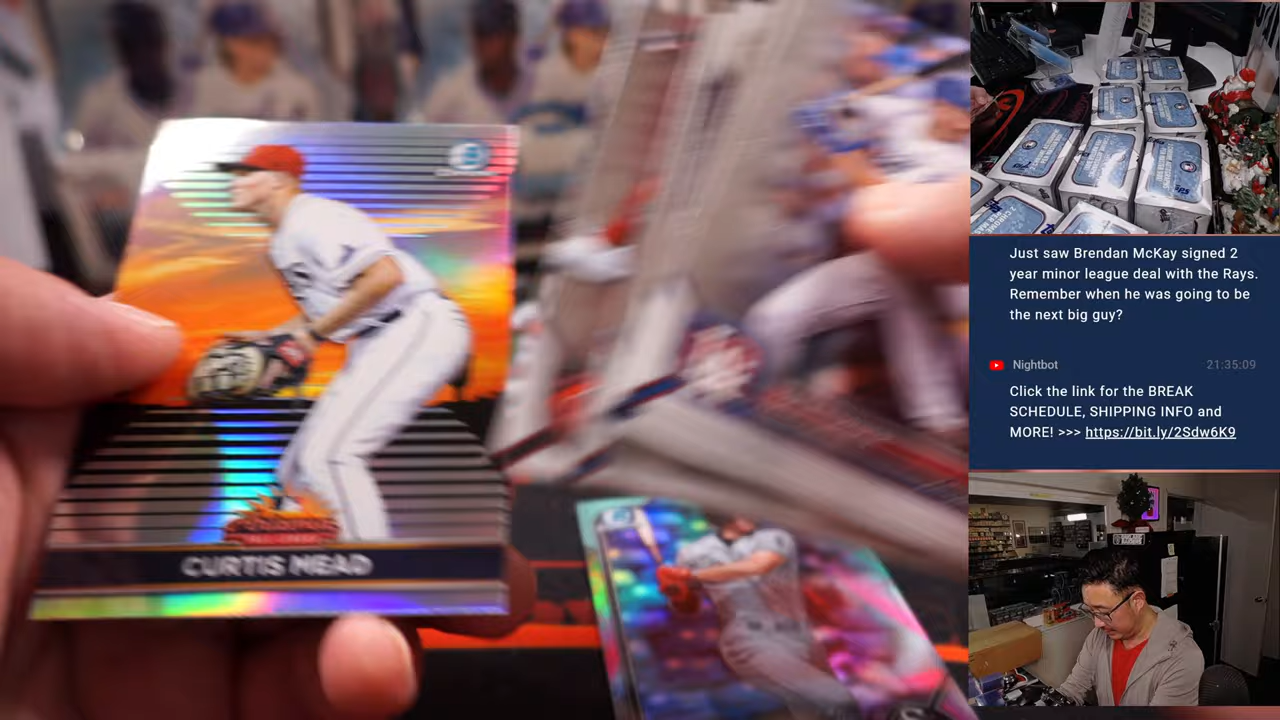 CURTIS MEAD
Just saw Brendan McKay signed 2
year minor league deal with the Rays.
Remember when he was going to be
the next big guy?
Nightbot
21:35:09
Click the link for the BREAK
SCHEDULE, SHIPPING INFO and
MORE! >>> https://bit.ly/2Sdw6K9